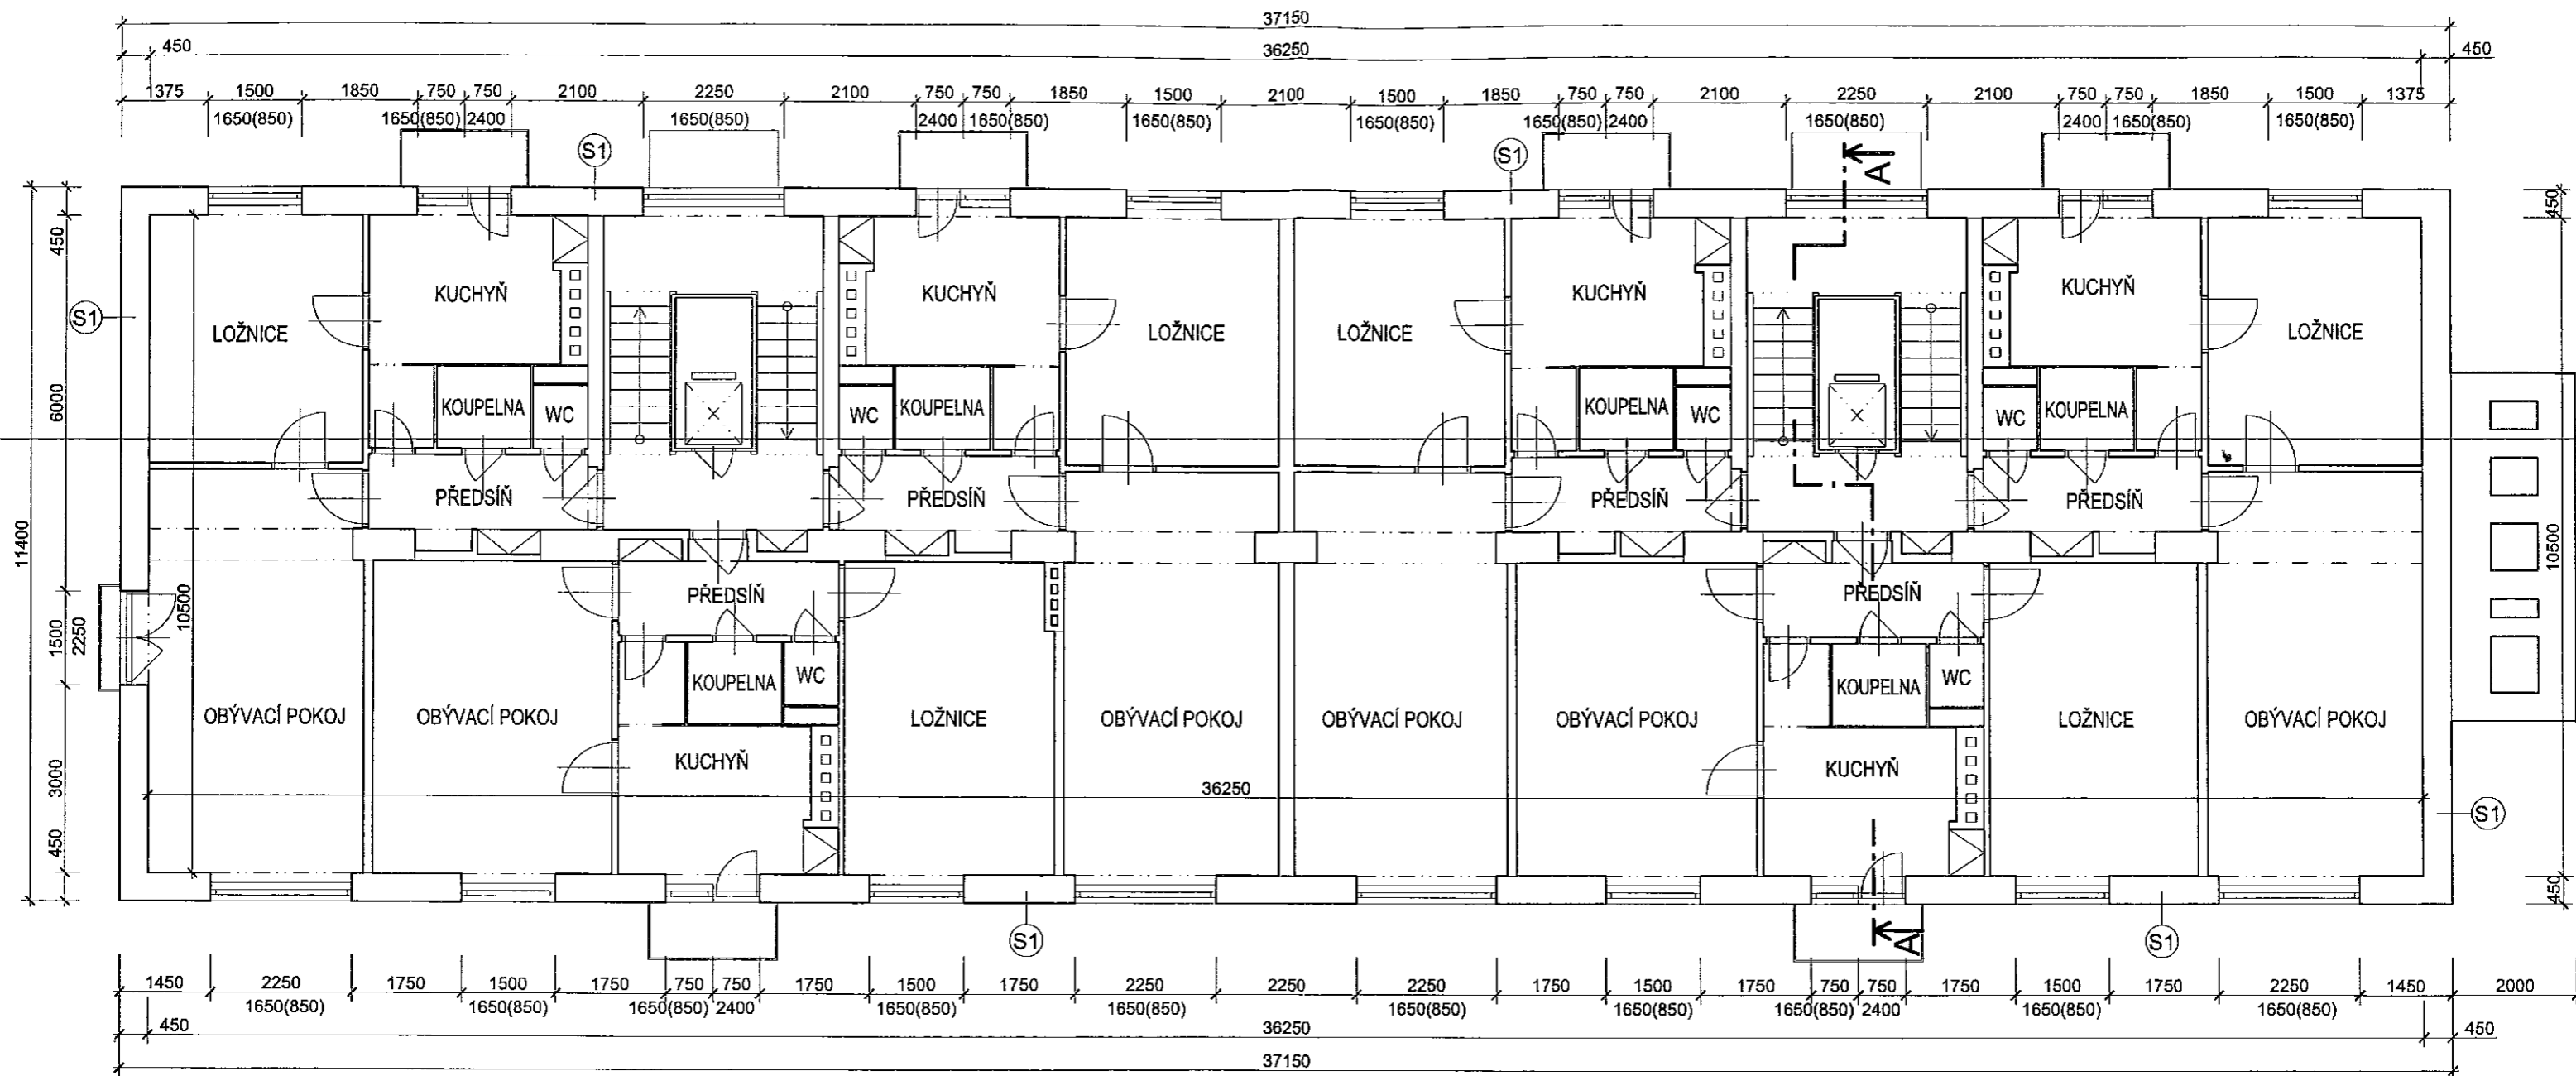 37150
450 36250 450
1375 1500 1850 750 750 2100 2250 2100 750 750 1850 1500 2100 1500 1850 750 750 2100 2250 2100 750 750 1850 1500 1375
1650(850) 1650(850) 2400 1650(850) 2400 1650(850) 1650(850) 1650(850) 1650(850) 2400 1650(850) 2400 1650(850) 1650(850)
S1 S1 A
450 450
KUCHYŇ KUCHYŇ KUCHYŇ KUCHYŇ
S1 LOŽNICE LOŽNICE LOŽNICE LOŽNICE
6000
KOUPELNA WC WC KOUPELNA KOUPELNA WC WC KOUPELNA
PŘEDSÍŇ PŘEDSÍŇ PŘEDSÍŇ PŘEDSÍŇ
11400 10500 10500
PŘEDSÍŇ PŘEDSÍŇ
1500 2250
KOUPELNA WC KOUPELNA WC
OBÝVACÍ POKOJ OBÝVACÍ POKOJ LOŽNICE OBÝVACÍ POKOJ OBÝVACÍ POKOJ OBÝVACÍ POKOJ LOŽNICE OBÝVACÍ POKOJ
KUCHYŇ KUCHYŇ
3000 36250
S1
450 450
S1 A S1
1450 2250 1750 1500 1750 750 750 1750 1500 1750 2250 2250 2250 1750 1500 1750 750 750 1750 1500 1750 2250 1450 2000
1650(850) 1650(850) 1650(850) 2400 1650(850) 1650(850) 1650(850) 1650(850) 1650(850) 2400 1650(850) 1650(850)
450 36250 450
37150